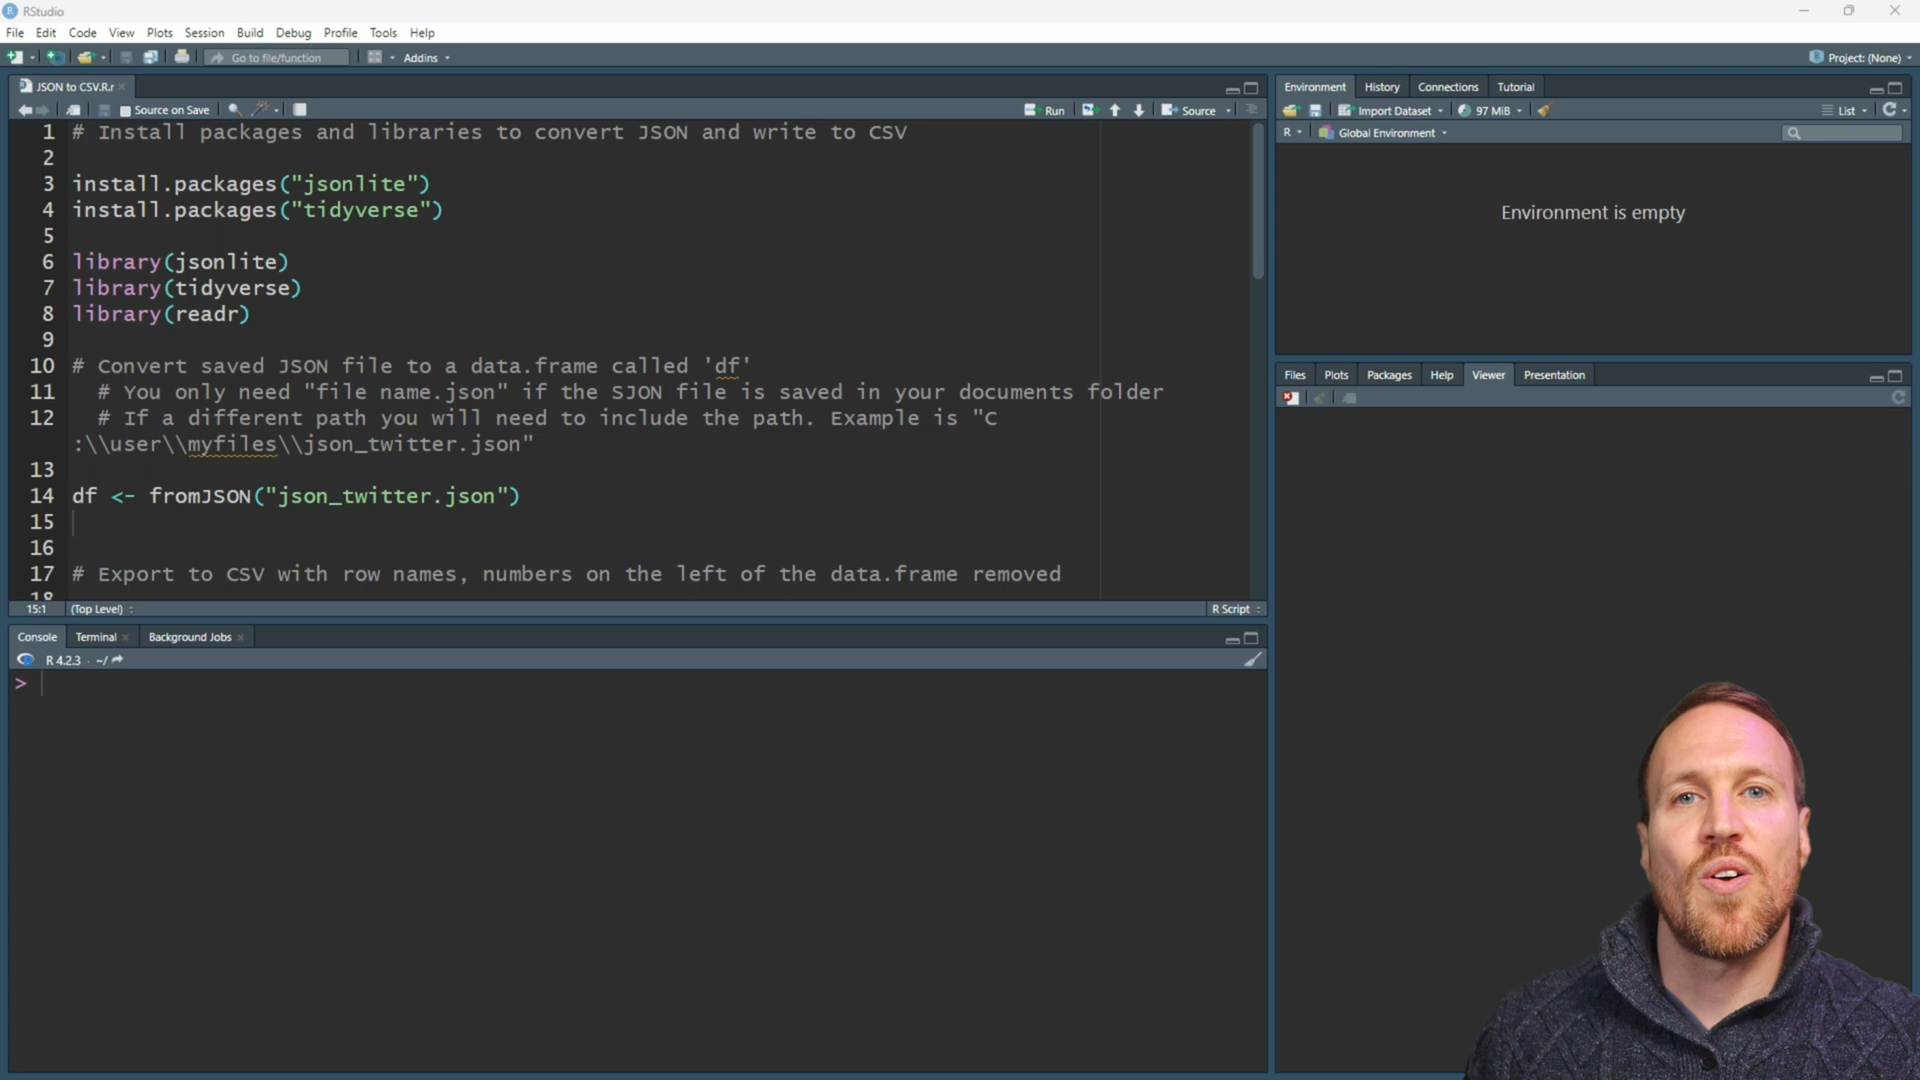 RStudio
File Edit Code View Plots Session Build Debug Profile Tools Help
Go to file/function Addins Project: (None)
JSON to CSV.R.r
Source on Save Run Source
1 # Install packages and libraries to convert JSON and write to CSV
2
3 install.packages("jsonlite")
4 install.packages("tidyverse")
5
6 library(jsonlite)
7 library(tidyverse)
8 library(readr)
9
10 # Convert saved JSON file to a data.frame called 'df'
11 # You only need "file name.json" if the SJON file is saved in your documents folder
12 # If a different path you will need to include the path. Example is "C
:\\user\\myfiles\\json_twitter.json"
13
14 df <- fromJSON("json_twitter.json")
15
16
17 # Export to CSV with row names, numbers on the left of the data.frame removed
18
15:1 (Top Level) R Script
Console Terminal Background Jobs
R 4.2.3 · ~/
>
Environment History Connections Tutorial
Import Dataset 97 MiB List
R Global Environment
Environment is empty
Files Plots Packages Help Viewer Presentation